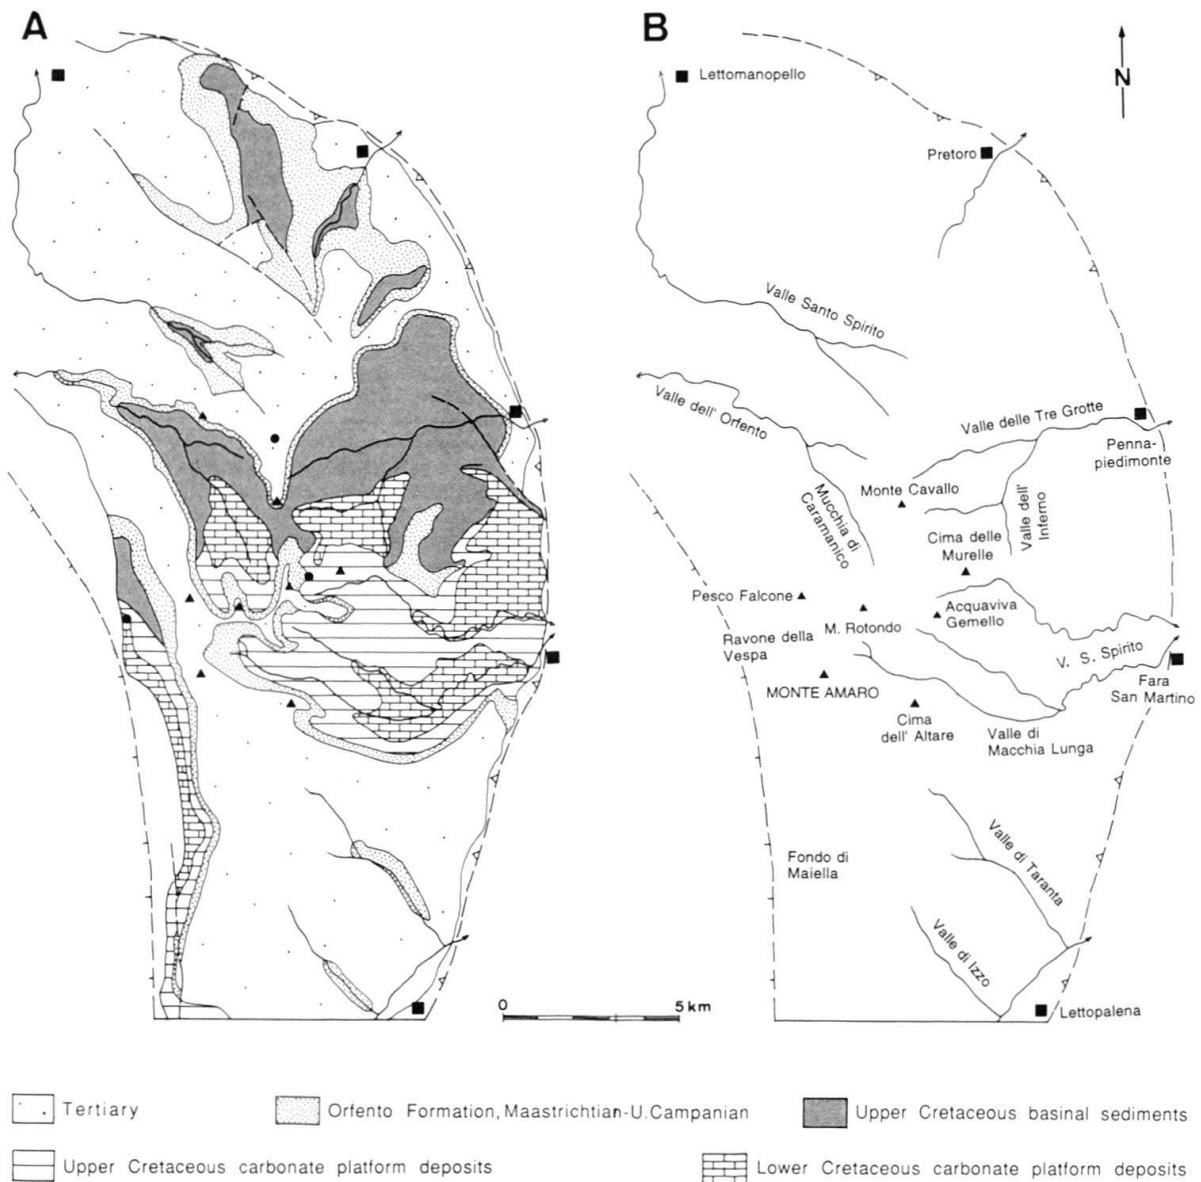 A
B
N
Lettomanopello
Pretoro
Valle Santo Spirito
Valle dell' Orfento
Valle delle Tre Grotte
Penna-
piedimonte
Monte Cavallo
Mucchia di
Caramanico
Valle dell'
Inferno
Cima delle
Murelle
Pesco Falcone
Acquaviva
Gemello
M. Rotondo
Ravone della
Vespa
V. S. Spirito
Fara
San Martino
MONTE AMARO
Cima
dell' Altare
Valle di
Macchia Lunga
Fondo di
Maiella
Valle di Taranta
Valle di Izzo
Lettopalena
0 5 km
Tertiary
Orfento Formation, Maastrichtian-U. Campanian
Upper Cretaceous basinal sediments
Upper Cretaceous carbonate platform deposits
Lower Cretaceous carbonate platform deposits